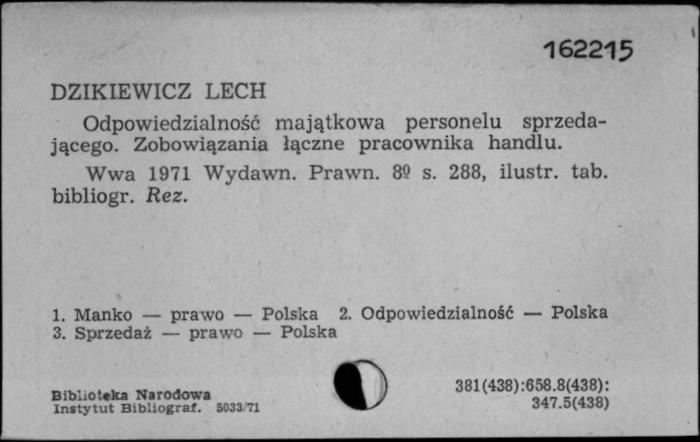 162215
DZIKIEWICZ LECH
Odpowiedzialność majątkowa personelu sprzeda-
jącego. Zobowiązania łączne pracownika handlu.
Wwa 1971 Wydawn. Prawn. 8º s. 288, ilustr. tab.
bibliogr. Rez.
1. Manko — prawo — Polska 2. Odpowiedzialność — Polska
3. Sprzedaż — prawo — Polska
Biblioteka Narodowa
Instytut Bibliograf. 5033/71
381(438):658.8(438):
347.5(438)